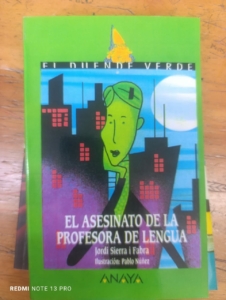 EL DUENDE VERDE
EL ASESINATO DE LA
PROFESORA DE LENGUA
Jordi Sierra i Fabra
Ilustración: Pablo Núñez
ANAYA
REDMI NOTE 13 PRO